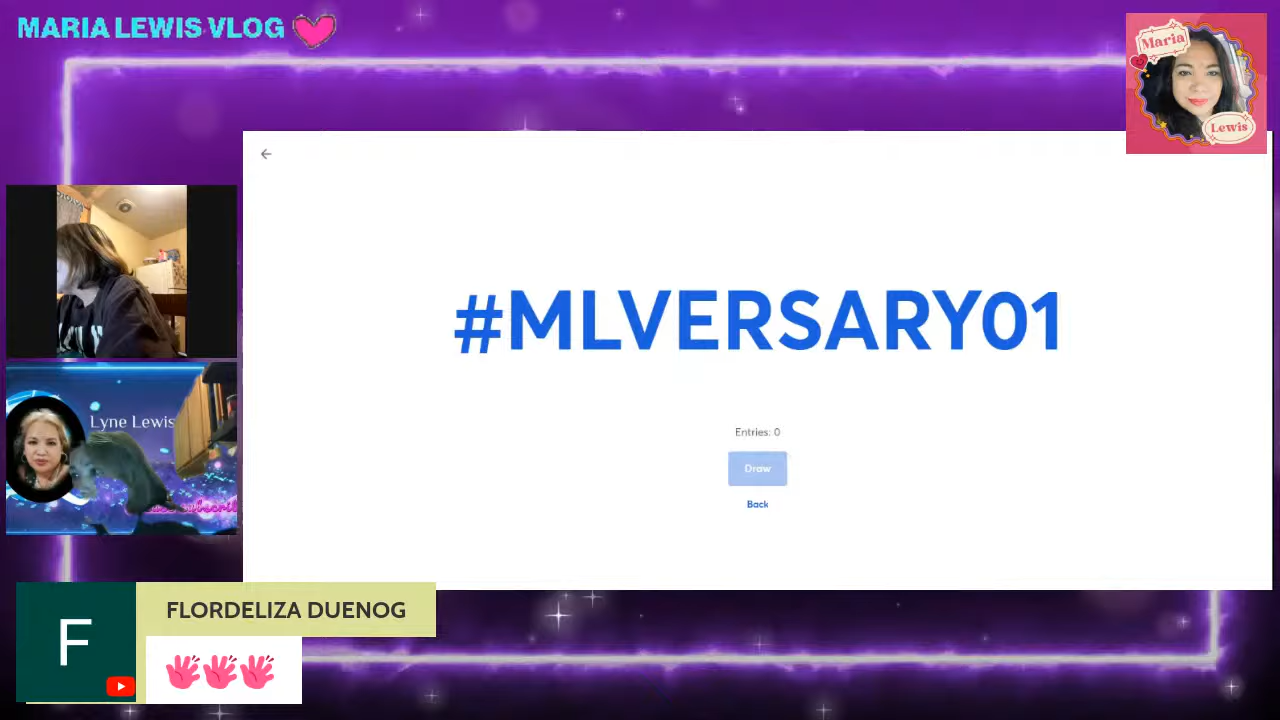 MARIA LEWIS VLOG
Maria
Lewis
#MLVERSARY01
Entries: 0
Draw
Back
Lyne Lewis
F
FLORDELIZA DUENOG